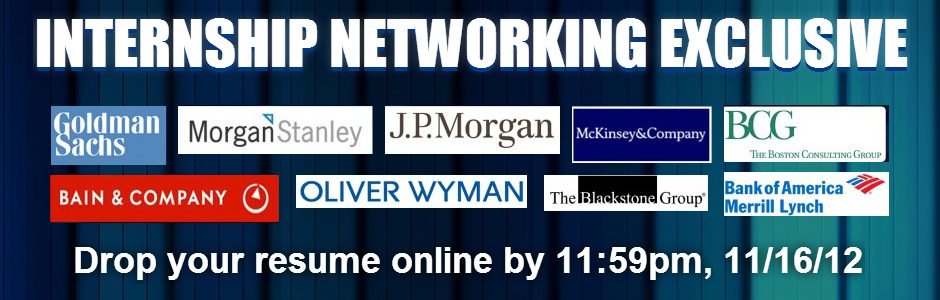 INTERNSHIP NETWORKING EXCLUSIVE
Goldman
Sachs
Morgan Stanley
J.P.Morgan
McKinsey&Company
BCG
THE BOSTON CONSULTING GROUP
BAIN & COMPANY
OLIVER WYMAN
The Blackstone Group®
Bank of America
Merrill Lynch
Drop your resume online by 11:59pm, 11/16/12